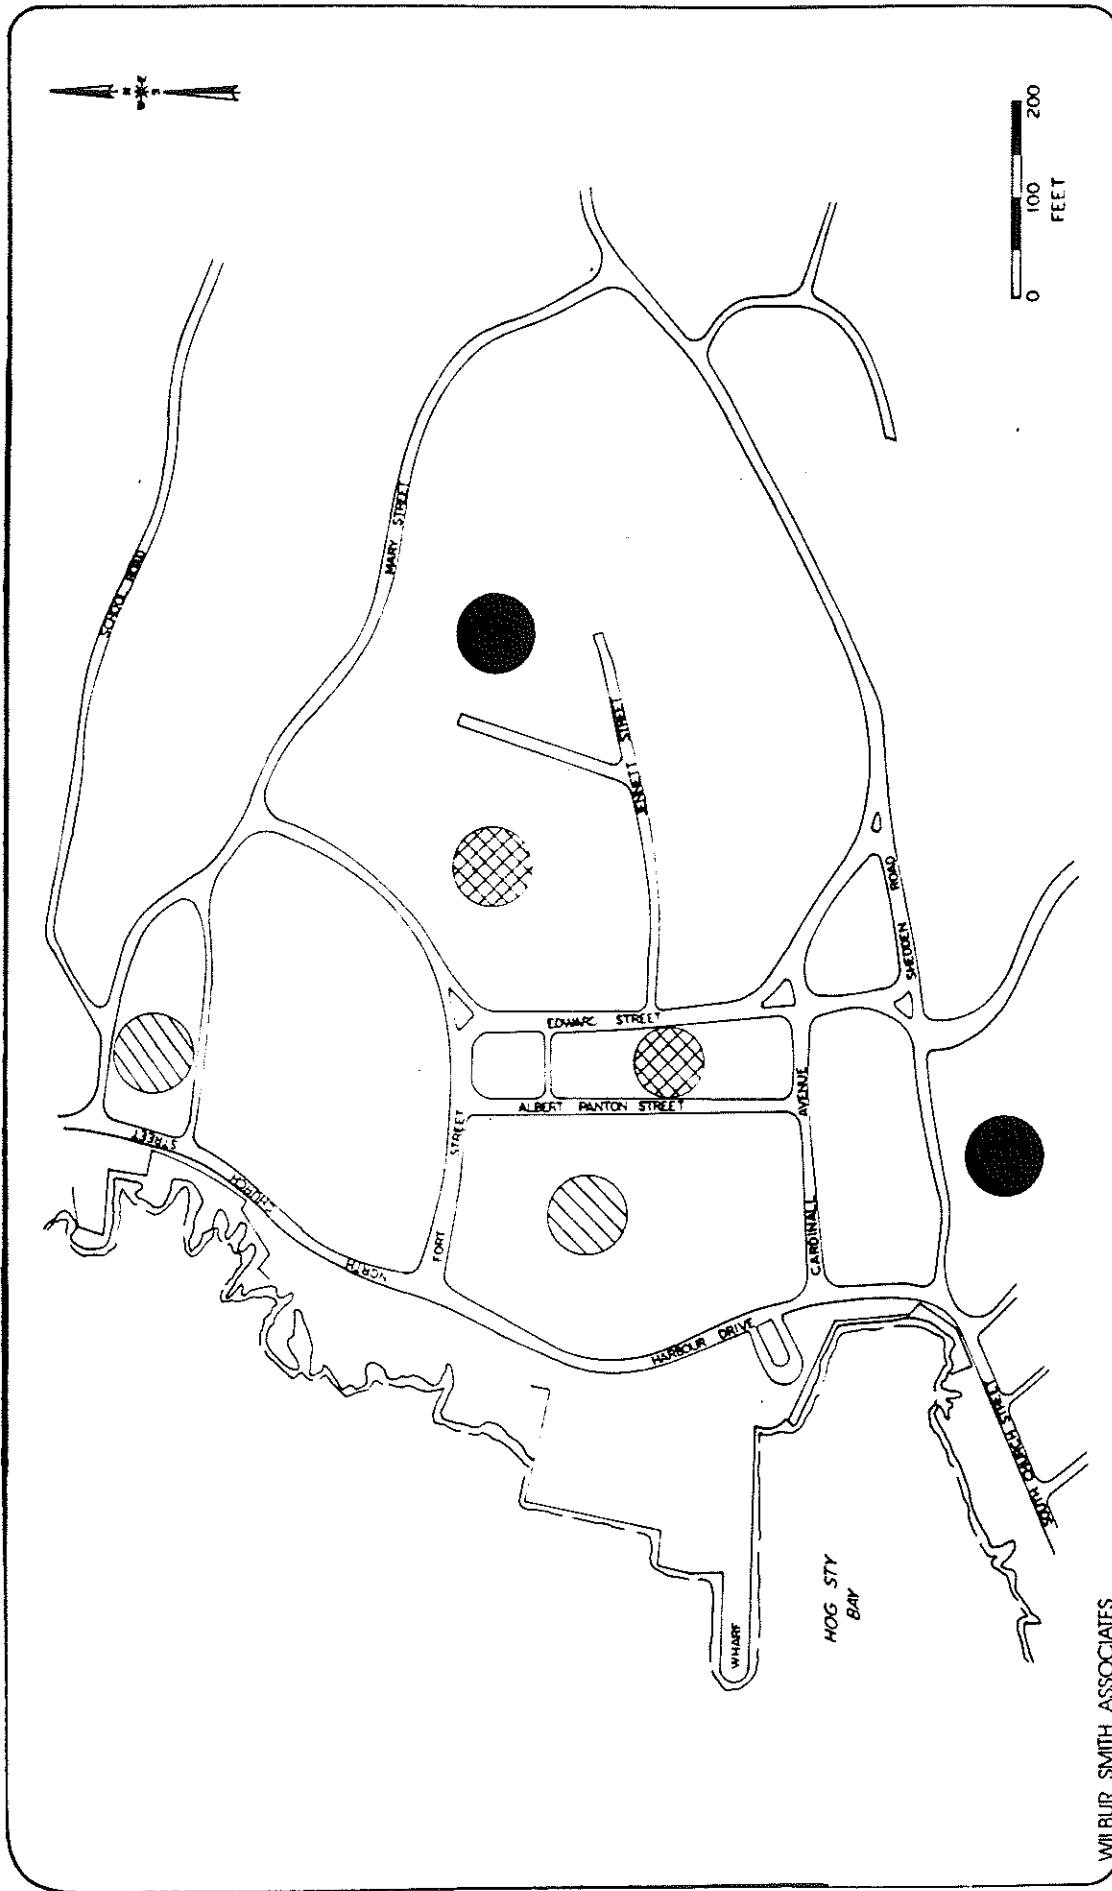 N
W E
S
SCHOOL ROAD
MARY STREET
STREET
CHURCH
NORTH
FORT STREET
EDWARD STREET
ALBERT PANTON STREET
JENNETT STREET
CARDINALL AVENUE
SHEDDEN ROAD
HARBOUR DRIVE
SOUTH CHURCH STREET
WHARF
HOG STY
BAY
0 100 200
FEET
WILBUR SMITH ASSOCIATES